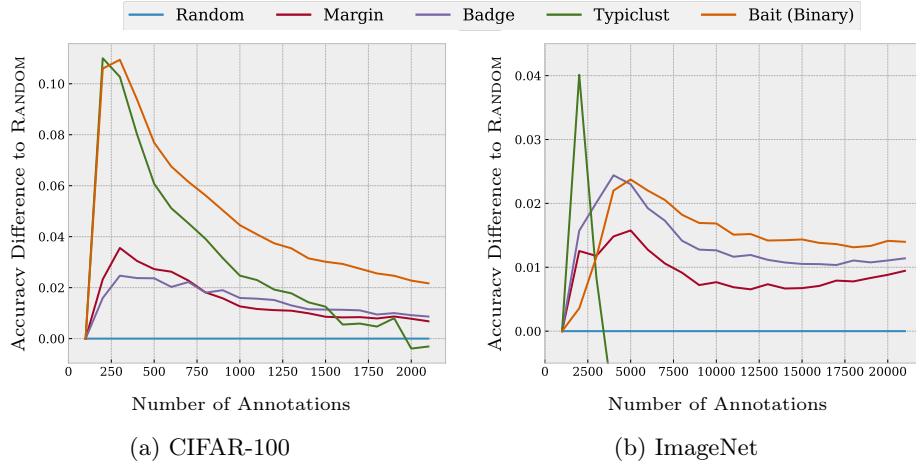 Random Margin Badge Typiclust Bait (Binary)
Accuracy Difference to RANDOM
0.10
0.08
0.06
0.04
0.02
0.00
0 250 500 750 1000 1250 1500 1750 2000
Number of Annotations
(a) CIFAR-100
Accuracy Difference to RANDOM
0.04
0.03
0.02
0.01
0.00
0 2500 5000 7500 10000 12500 15000 17500 20000
Number of Annotations
(b) ImageNet